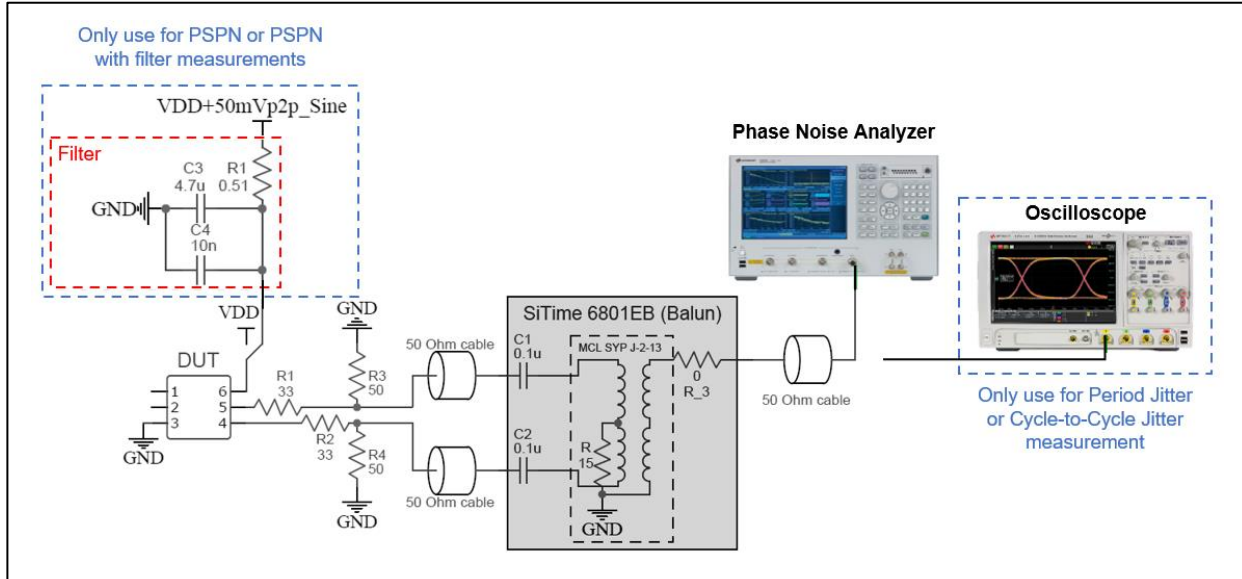 Only use for PSPN or PSPN
with filter measurements
VDD+50mVp2p_Sine
Filter
C3
4.7u
R1
0.51
GND
C4
10n
VDD
GND
DUT
1
2
3
6
5
4
GND
R1
33
R2
33
R3
50
R4
50
GND
50 Ohm cable
50 Ohm cable
SiTime 6801EB (Balun)
C1
0.1u
MCL SYP J-2-13
C2
0.1u
R
15
GND
0
R_3
50 Ohm cable
Phase Noise Analyzer
Oscilloscope
Only use for Period Jitter
or Cycle-to-Cycle Jitter
measurement